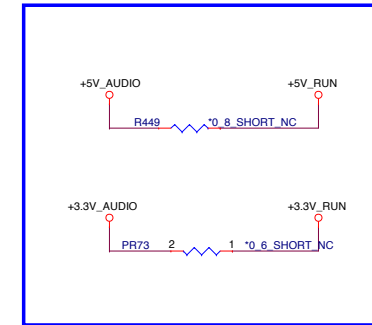 +5V_AUDIO +5V_RUN
R449 *0_8_SHORT_NC
+3.3V_AUDIO +3.3V_RUN
PR73 2 1 *0_6_SHORT_NC